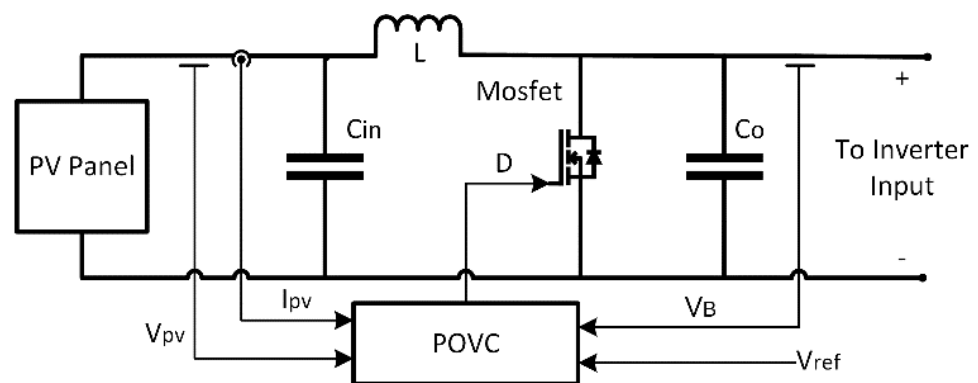 L
Mosfet
+
PV Panel
Cin
Co
To Inverter
Input
D
-
Ipv
Vpv
POVC
VB
Vref